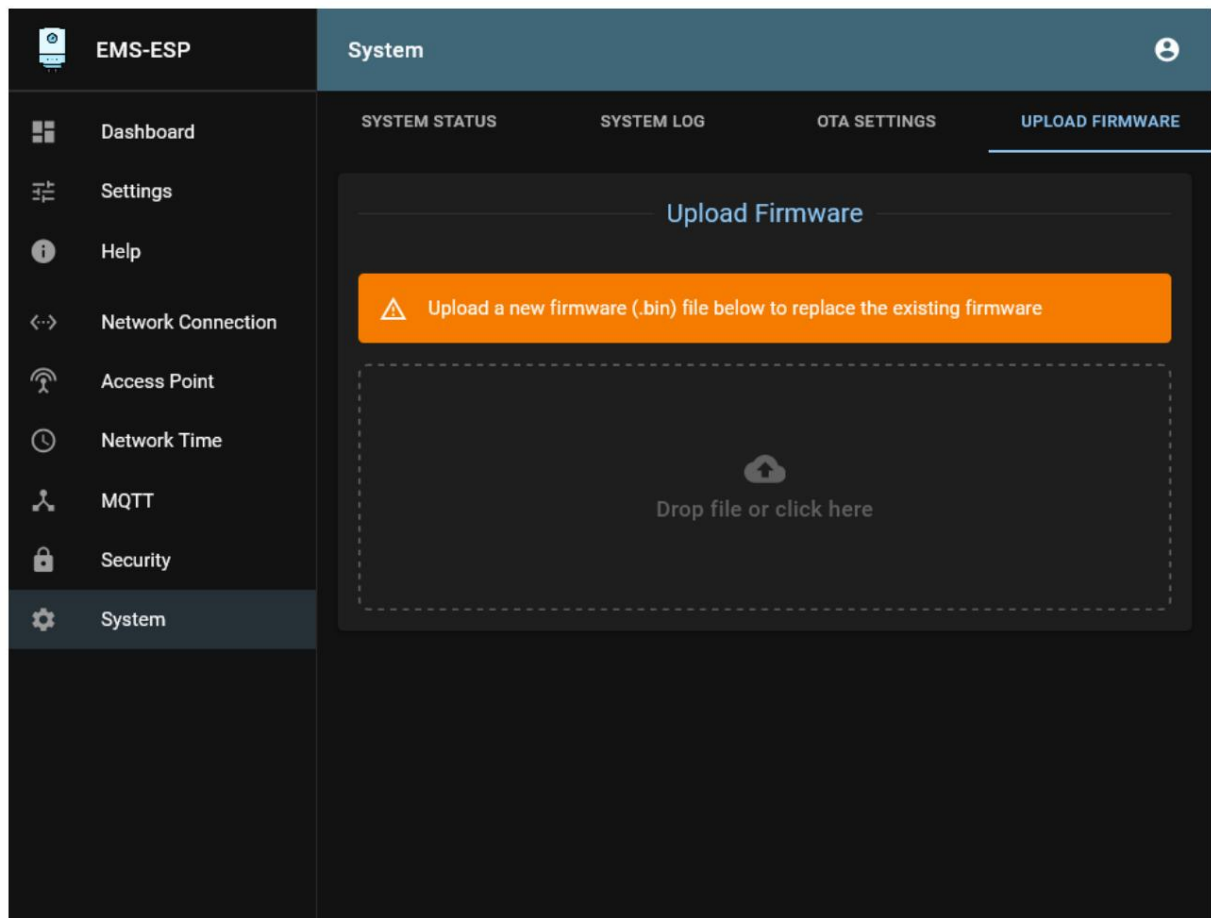 EMS-ESP
System
Dashboard
Settings
Help
Network Connection
Access Point
Network Time
MQTT
Security
System
SYSTEM STATUS
SYSTEM LOG
OTA SETTINGS
UPLOAD FIRMWARE
Upload Firmware
Upload a new firmware (.bin) file below to replace the existing firmware
Drop file or click here